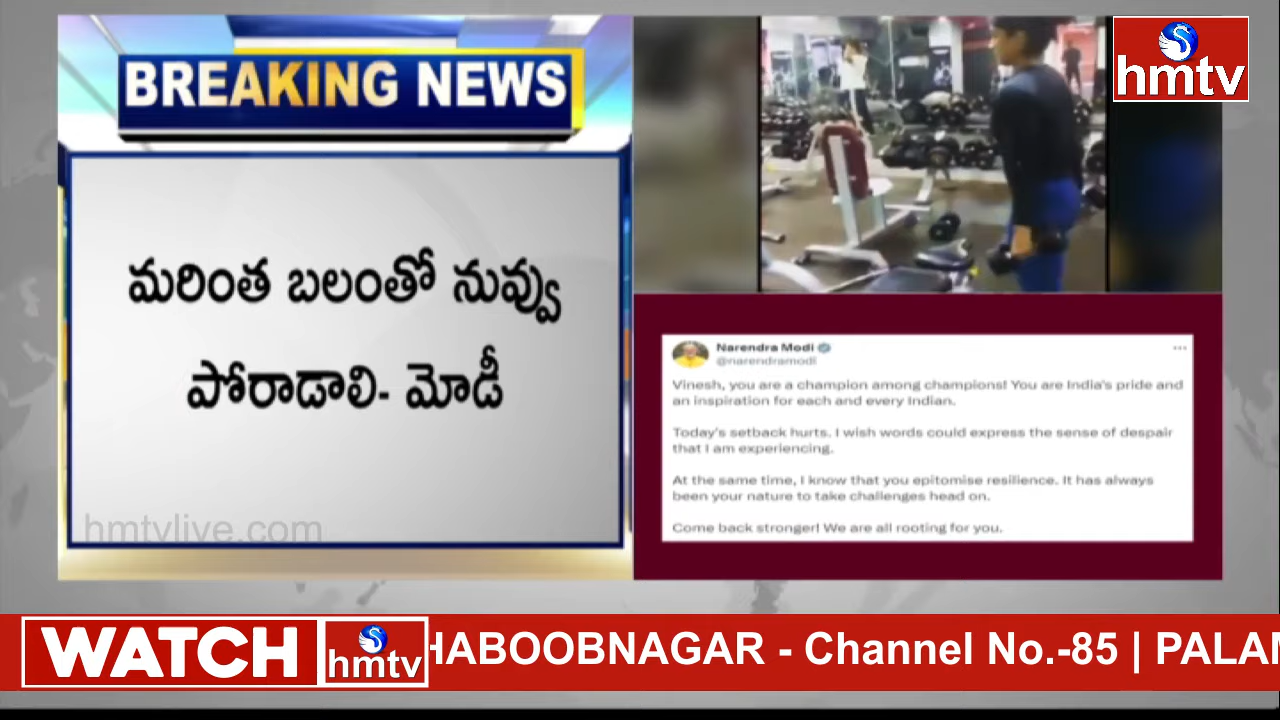 BREAKING NEWS
hmtv
మరింత బలంతో నువ్వు
పోరాడాలి- మోడీ
hmtvlive.com
Narendra Modi
@narendramodi
Vinesh, you are a champion among champions! You are India's pride and
an inspiration for each and every Indian.
Today's setback hurts. I wish words could express the sense of despair
that I am experiencing.
At the same time, I know that you epitomise resilience. It has always
been your nature to take challenges head on.
Come back stronger! We are all rooting for you.
WATCH hmtv HABOOBNAGAR - Channel No.-85 | PALAN